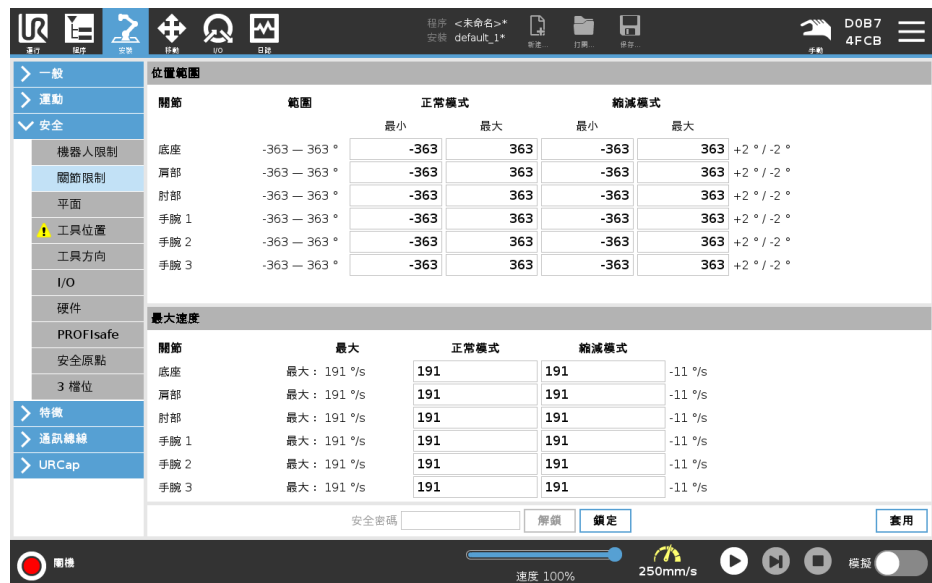 UR
運行 程序 安裝 移動 I/O 日誌 程序 <未命名>* 安裝 default_1* 新建... 打開... 保存... 手動 D0B7 4FCB
一般
運動
安全
機器人限制
關節限制
平面
工具位置
工具方向
I/O
硬件
PROFIsafe
安全原點
3 檔位
特徵
通訊總線
URCap
位置範圍
關節 範圍 正常模式 縮減模式
最小 最大 最小 最大
底座 -363 — 363 ° -363 363 -363 363 +2 ° / -2 °
肩部 -363 — 363 ° -363 363 -363 363 +2 ° / -2 °
肘部 -363 — 363 ° -363 363 -363 363 +2 ° / -2 °
手腕 1 -363 — 363 ° -363 363 -363 363 +2 ° / -2 °
手腕 2 -363 — 363 ° -363 363 -363 363 +2 ° / -2 °
手腕 3 -363 — 363 ° -363 363 -363 363 +2 ° / -2 °
最大速度
關節 最大 正常模式 縮減模式
底座 最大： 191 °/s 191 191 -11 °/s
肩部 最大： 191 °/s 191 191 -11 °/s
肘部 最大： 191 °/s 191 191 -11 °/s
手腕 1 最大： 191 °/s 191 191 -11 °/s
手腕 2 最大： 191 °/s 191 191 -11 °/s
手腕 3 最大： 191 °/s 191 191 -11 °/s
安全密碼 解鎖 鎖定 套用
關機 速度 100% 250mm/s 模擬